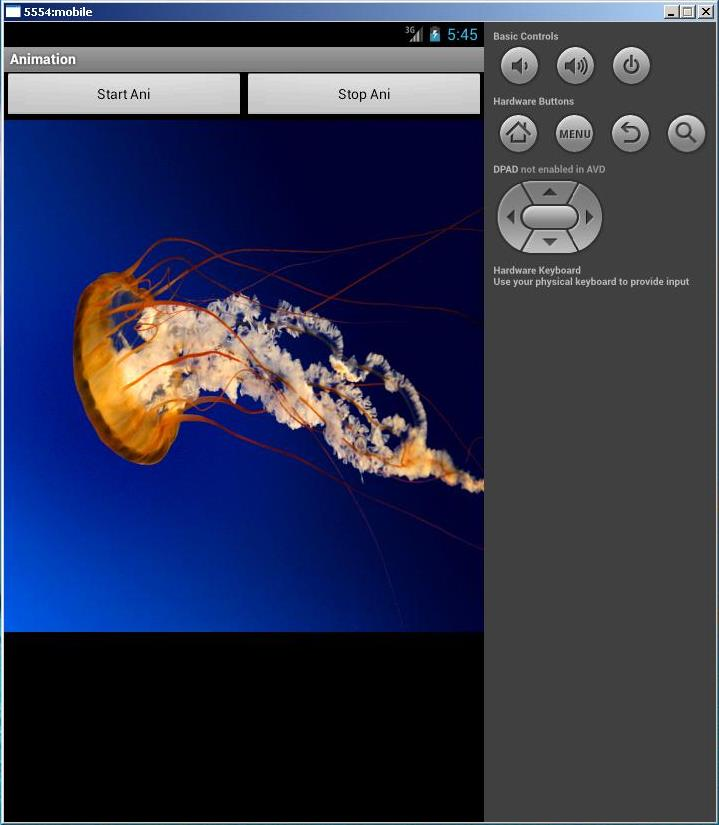 5554:mobile
3G 5:45
Animation
Start Ani Stop Ani
Basic Controls
Hardware Buttons
MENU
DPAD not enabled in AVD
Hardware Keyboard
Use your physical keyboard to provide input